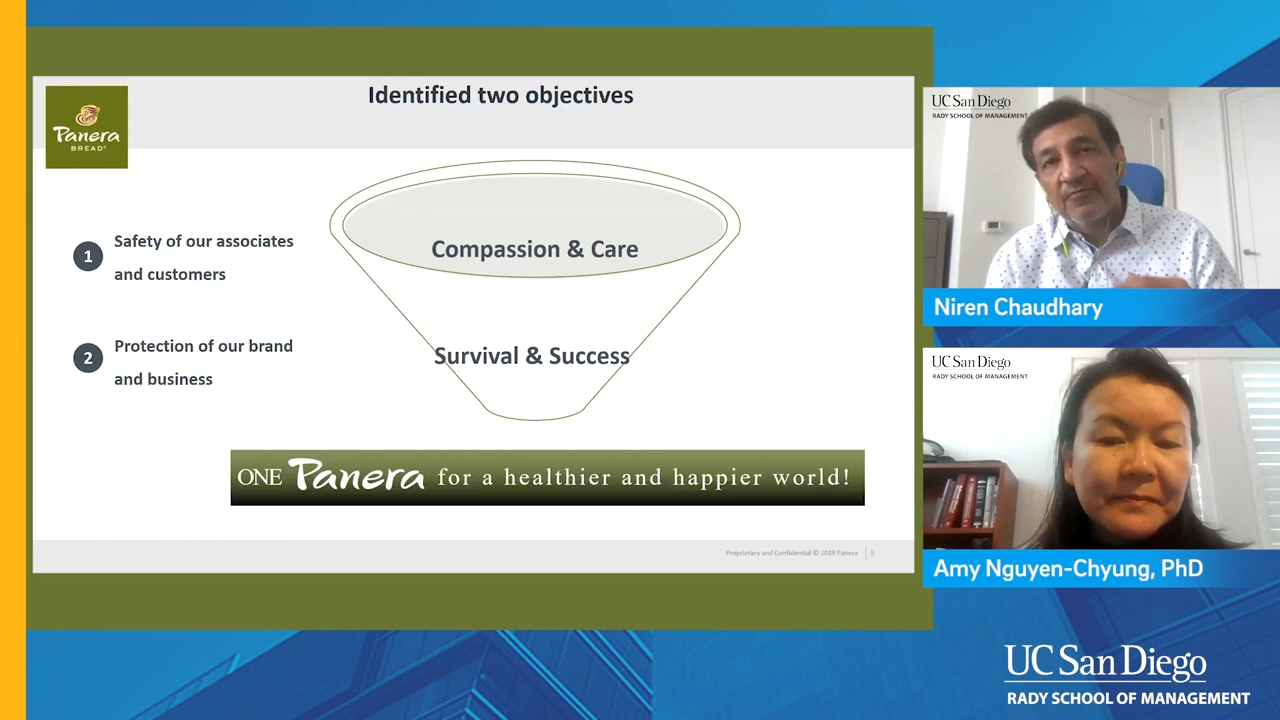 Identified two objectives
Panera
BREAD®
1
Safety of our associates
and customers
2
Protection of our brand
and business
Compassion & Care
Survival & Success
ONE Panera for a healthier and happier world!
Proprietary and Confidential © 2019 Panera
5
UC San Diego
RADY SCHOOL OF MANAGEMENT
Niren Chaudhary
UC San Diego
RADY SCHOOL OF MANAGEMENT
Amy Nguyen-Chyung, PhD
UC San Diego
RADY SCHOOL OF MANAGEMENT